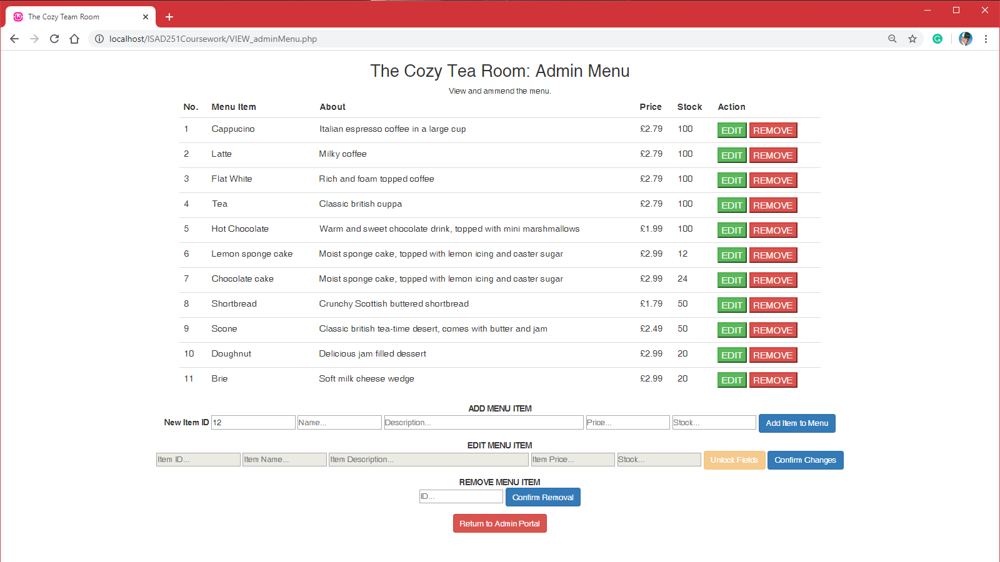 The Cozy Team Room
localhost/ISAD251Coursework/VIEW_adminMenu.php
The Cozy Tea Room: Admin Menu
View and ammend the menu.
No. Menu Item About Price Stock Action
1 Cappucino Italian espresso coffee in a large cup £2.79 100 EDIT REMOVE
2 Latte Milky coffee £2.79 100 EDIT REMOVE
3 Flat White Rich and foam topped coffee £2.79 100 EDIT REMOVE
4 Tea Classic british cuppa £2.79 100 EDIT REMOVE
5 Hot Chocolate Warm and sweet chocolate drink, topped with mini marshmallows £1.99 100 EDIT REMOVE
6 Lemon sponge cake Moist sponge cake, topped with lemon icing and caster sugar £2.99 12 EDIT REMOVE
7 Chocolate cake Moist sponge cake, topped with lemon icing and caster sugar £2.99 24 EDIT REMOVE
8 Shortbread Crunchy Scottish buttered shortbread £1.79 50 EDIT REMOVE
9 Scone Classic british tea-time desert, comes with butter and jam £2.49 50 EDIT REMOVE
10 Doughnut Delicious jam filled dessert £2.99 20 EDIT REMOVE
11 Brie Soft milk cheese wedge £2.99 20 EDIT REMOVE
ADD MENU ITEM
New Item ID 12 Name... Description... Price... Stock... Add Item to Menu
EDIT MENU ITEM
Item ID... Item Name... Item Description... Item Price... Stock... Unlock Fields Confirm Changes
REMOVE MENU ITEM
ID... Confirm Removal
Return to Admin Portal